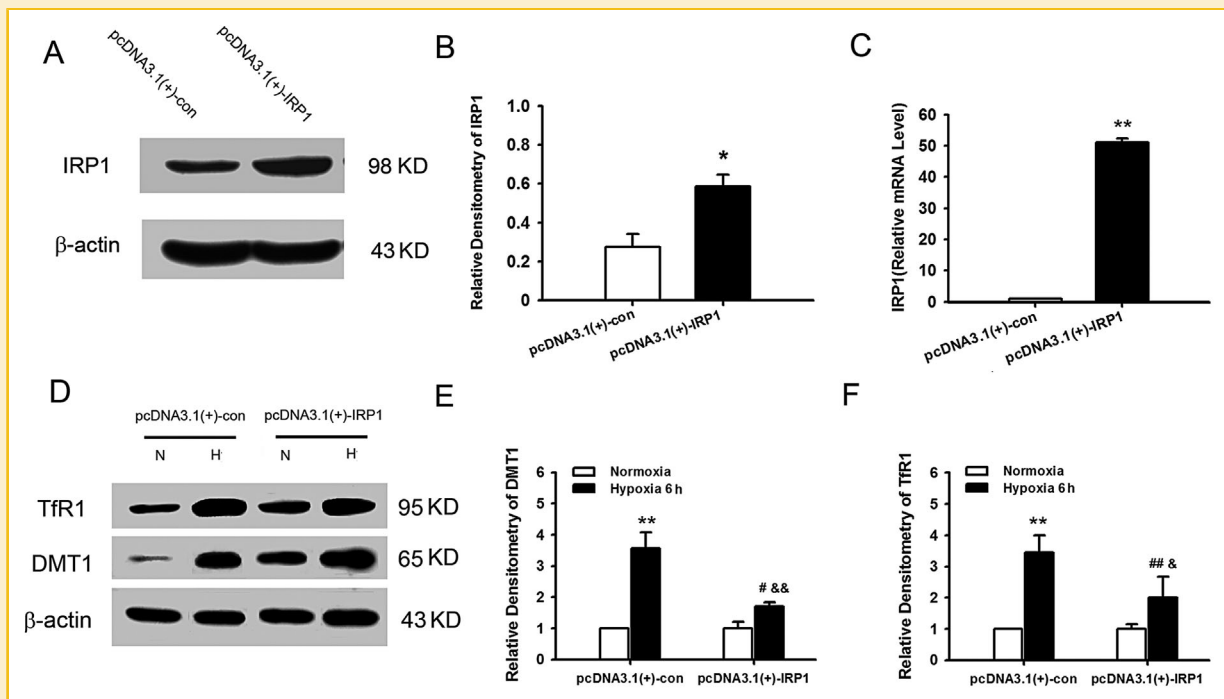 A
pcDNA3.1(+)-con
pcDNA3.1(+)-IRP1
IRP1
98 KD
β-actin
43 KD
B
Relative Densitometry of IRP1
1.0
0.8
0.6
0.4
0.2
0
*
pcDNA3.1(+)-con
pcDNA3.1(+)-IRP1
C
IRP1(Relative mRNA Level)
60
50
40
30
20
10
0
**
pcDNA3.1(+)-con
pcDNA3.1(+)-IRP1
D
pcDNA3.1(+)-con pcDNA3.1(+)-IRP1
N H N H
TfR1
95 KD
DMT1
65 KD
β-actin
43 KD
E
Relative Densitometry of DMT1
Normoxia
Hypoxia 6 h
6
5
4
3
2
1
0
**
# &&
pcDNA3.1(+)-con pcDNA3.1(+)-IRP1
F
Relative Densitometry of TfR1
Normoxia
Hypoxia 6 h
6
5
4
3
2
1
0
**
## &
pcDNA3.1(+)-con pcDNA3.1(+)-IRP1